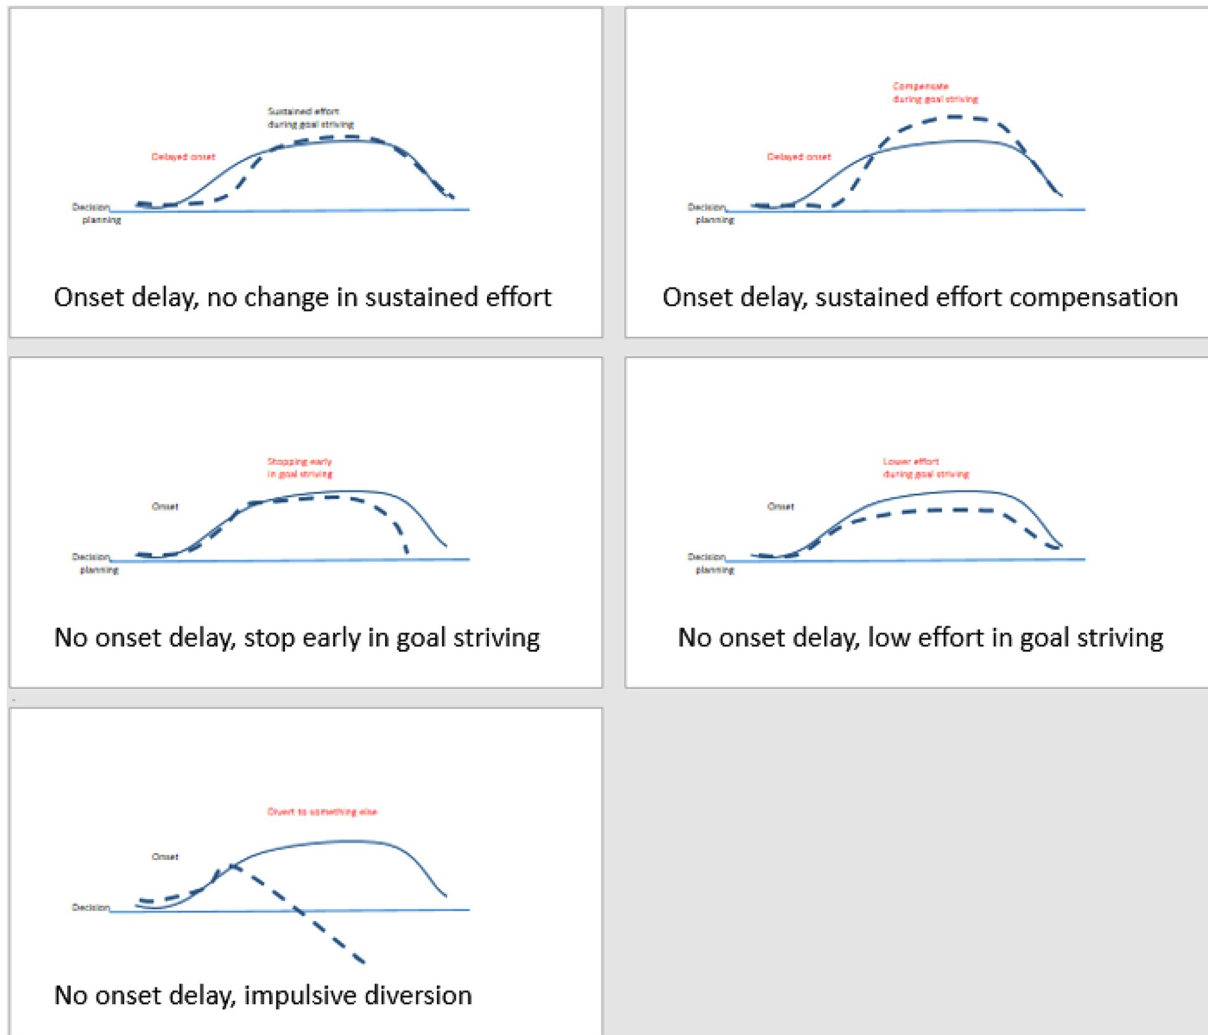 Sustained effort
during goal striving
Delayed onset
Decision
planning
Onset delay, no change in sustained effort
Compensate
during goal striving
Delayed onset
Decision
planning
Onset delay, sustained effort compensation
Stopping early
in goal striving
Onset
Decision
planning
No onset delay, stop early in goal striving
Lower effort
during goal striving
Onset
Decision
planning
No onset delay, low effort in goal striving
Divert to something else
Onset
Decision
No onset delay, impulsive diversion